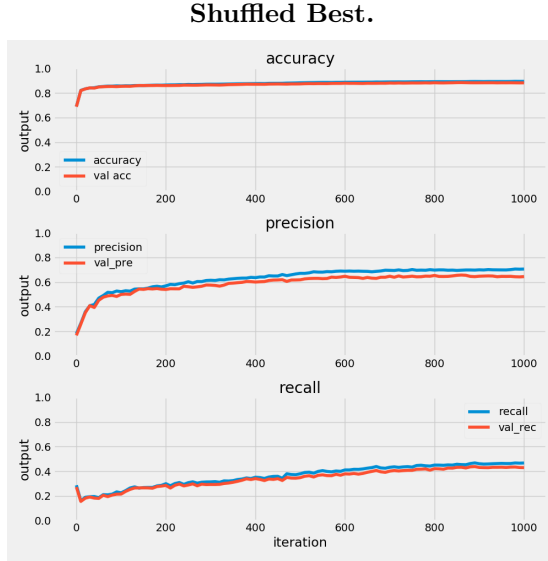 Shuffled Best.
accuracy
1.0
0.8
0.6
0.4
0.2
0.0
output
accuracy
val acc
0 200 400 600 800 1000
precision
1.0
0.8
0.6
0.4
0.2
0.0
output
precision
val_pre
0 200 400 600 800 1000
recall
1.0
0.8
0.6
0.4
0.2
0.0
output
recall
val_rec
0 200 400 600 800 1000
iteration